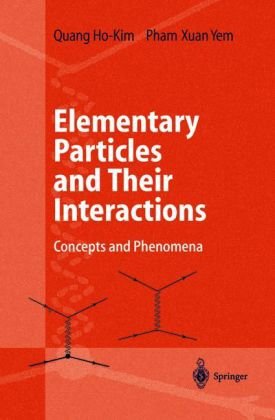 Quang Ho-Kim Pham Xuan Yem
Elementary
Particles
and Their
Interactions
Concepts and Phenomena
Springer